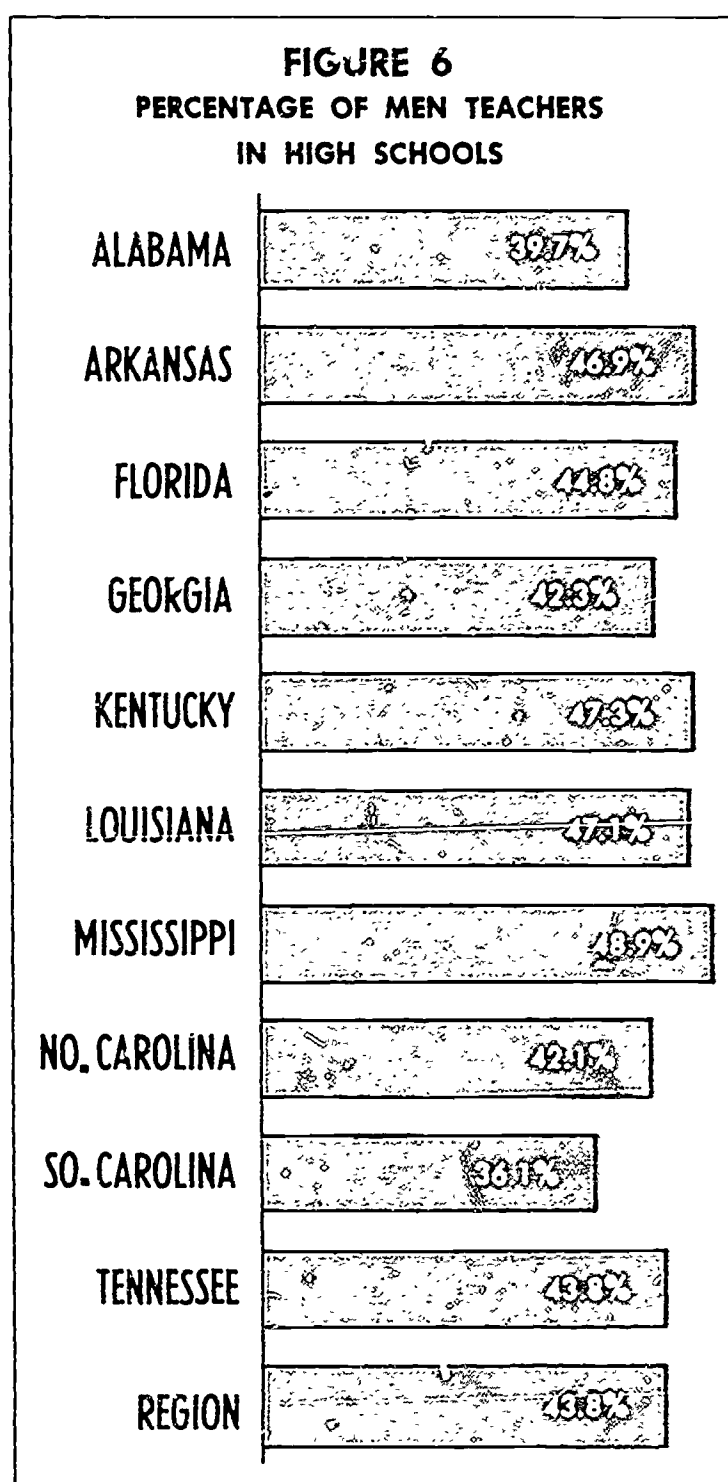 FIGURE 6
PERCENTAGE OF MEN TEACHERS
IN HIGH SCHOOLS
ALABAMA 39.7%
ARKANSAS 46.9%
FLORIDA 44.8%
GEORGIA 42.3%
KENTUCKY 47.3%
LOUISIANA 47.1%
MISSISSIPPI 48.9%
NO. CAROLINA 42.1%
SO. CAROLINA 36.1%
TENNESSEE 43.8%
REGION 43.8%